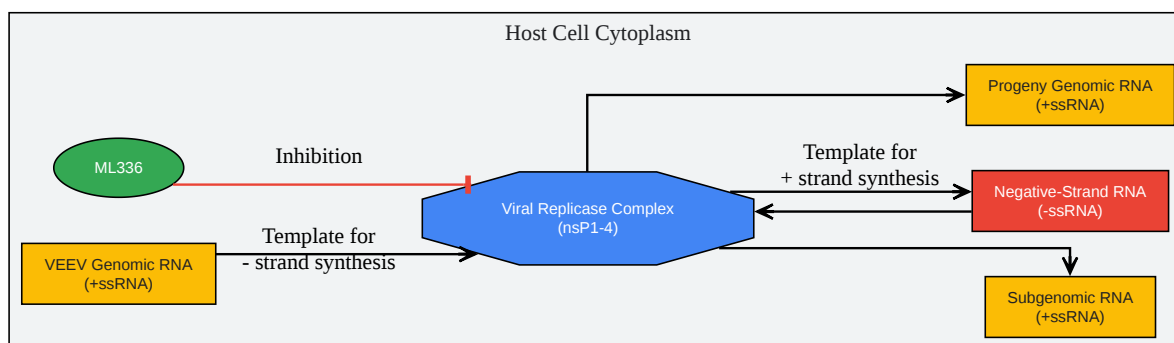 Host Cell Cytoplasm
Progeny Genomic RNA
(+ssRNA)
ML336
Inhibition
Template for
+ strand synthesis
Negative-Strand RNA
(-ssRNA)
Viral Replicase Complex
(nsP1-4)
VEEV Genomic RNA
(+ssRNA)
Template for
- strand synthesis
Subgenomic RNA
(+ssRNA)